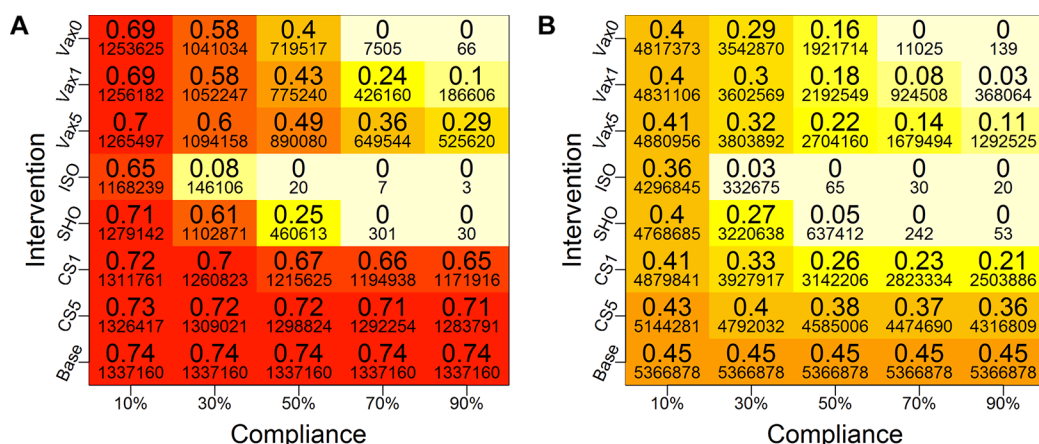 A
Intervention
Vax0
0.69 0.58 0.4 0 0
1253625 1041034 719517 7505 66
Vax1
0.69 0.58 0.43 0.24 0.1
1256182 1052247 775240 426160 186606
Vax5
0.7 0.6 0.49 0.36 0.29
1265497 1094158 890080 649544 525620
ISO
0.65 0.08 0 0 0
1168239 146106 20 7 3
SHO
0.71 0.61 0.25 0 0
1279142 1102871 460613 301 30
CS1
0.72 0.7 0.67 0.66 0.65
1311761 1260823 1215625 1194938 1171916
CS5
0.73 0.72 0.72 0.71 0.71
1326417 1309021 1298824 1292254 1283791
Base
0.74 0.74 0.74 0.74 0.74
1337160 1337160 1337160 1337160 1337160
10% 30% 50% 70% 90%
Compliance
B
Intervention
Vax0
0.4 0.29 0.16 0 0
4817373 3542870 1921714 11025 139
Vax1
0.4 0.3 0.18 0.08 0.03
4831106 3602569 2192549 924508 368064
Vax5
0.41 0.32 0.22 0.14 0.11
4880956 3803892 2704160 1679494 1292525
ISO
0.36 0.03 0 0 0
4296845 332675 65 30 20
SHO
0.4 0.27 0.05 0 0
4768685 3220638 637412 242 53
CS1
0.41 0.33 0.26 0.23 0.21
4879841 3927917 3142206 2823334 2503886
CS5
0.43 0.4 0.38 0.37 0.36
5144281 4792032 4585006 4474690 4316809
Base
0.45 0.45 0.45 0.45 0.45
5366878 5366878 5366878 5366878 5366878
10% 30% 50% 70% 90%
Compliance